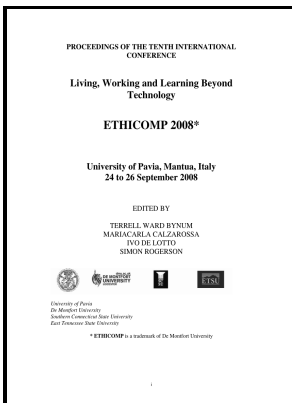 PROCEEDINGS OF THE TENTH INTERNATIONAL
CONFERENCE
Living, Working and Learning Beyond
Technology
ETHICOMP 2008*
University of Pavia, Mantua, Italy
24 to 26 September 2008
EDITED BY
TERRELL WARD BYNUM
MARIACARLA CALZAROSSA
IVO DE LOTTO
SIMON ROGERSON
DE MONTFORT
UNIVERSITY
ETSU
University of Pavia
De Montfort University
Southern Connecticut State University
East Tennessee State University
* ETHICOMP is a trademark of De Montfort University
i